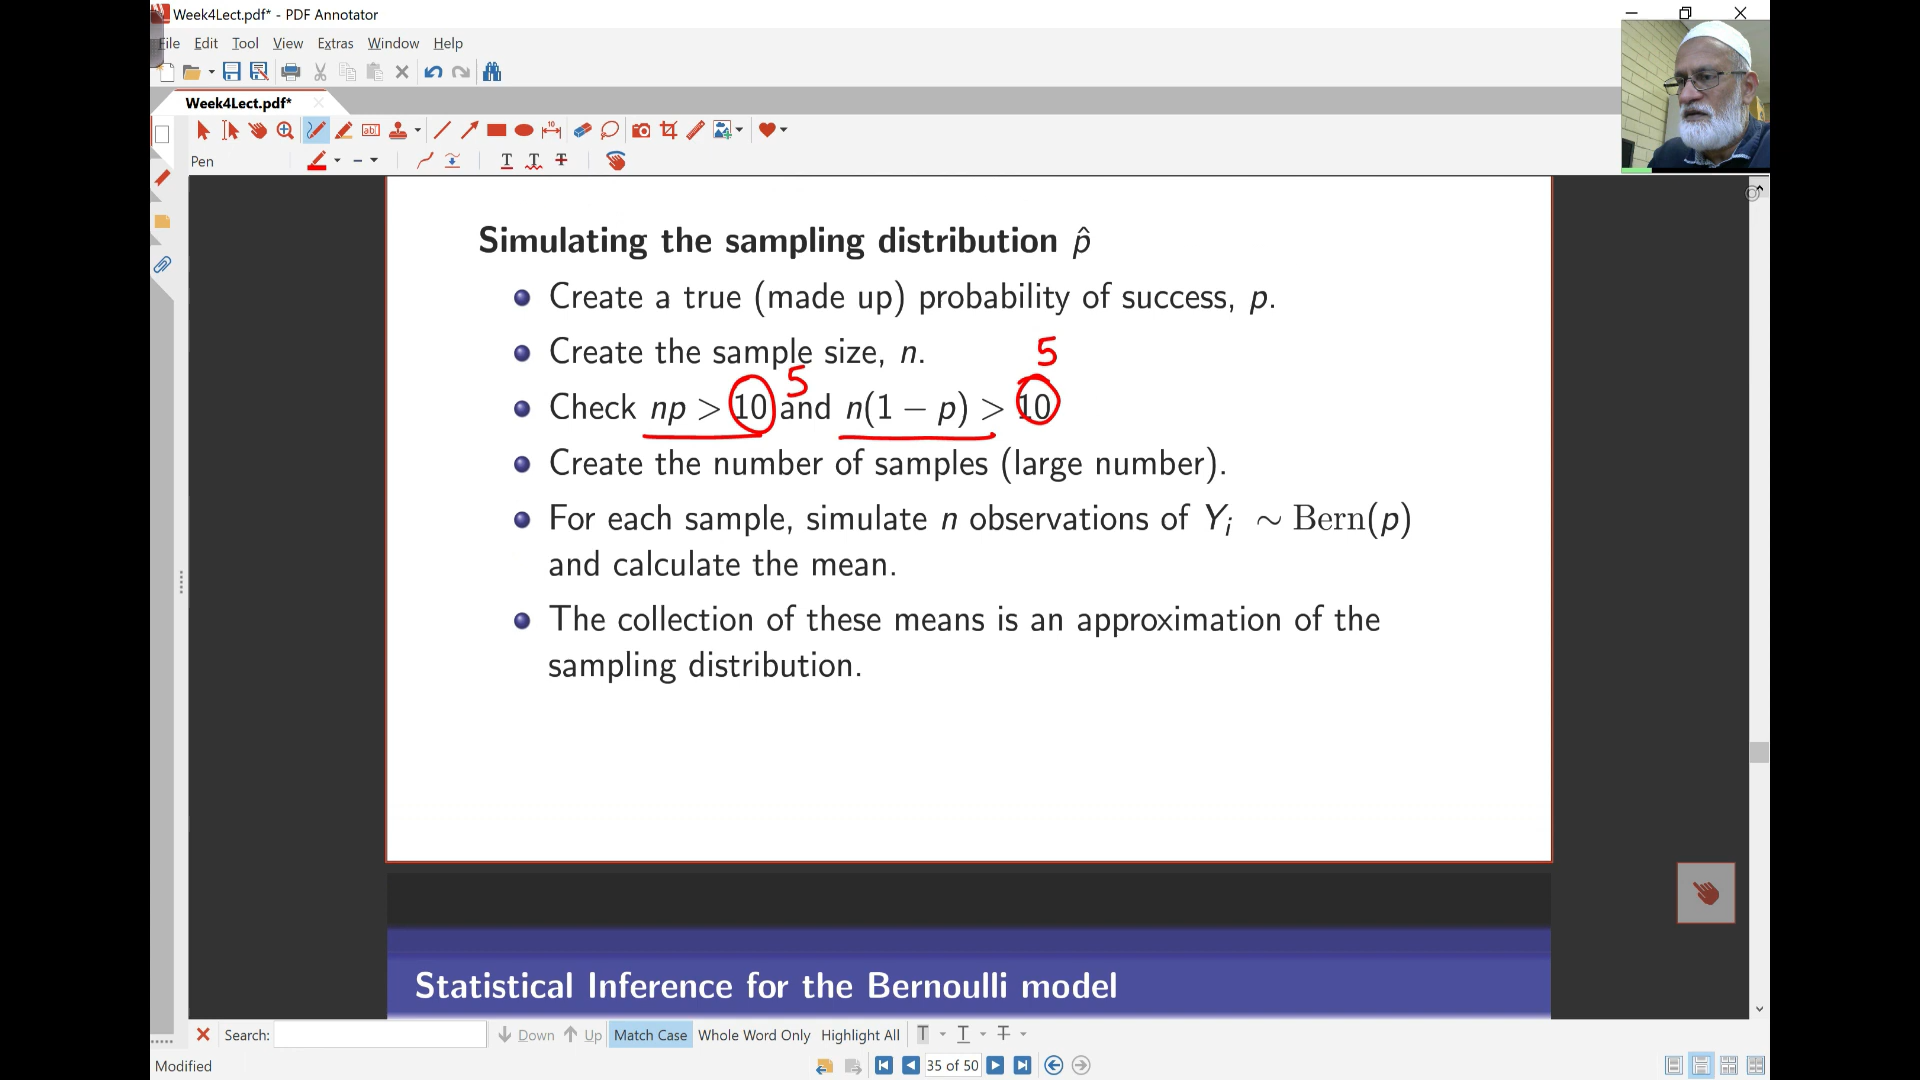 Week4Lect.pdf* - PDF Annotator
File Edit Tool View Extras Window Help
Week4Lect.pdf*
Pen
Simulating the sampling distribution p̂
Create a true (made up) probability of success, p.
Create the sample size, n.
5
5
Check np > 10 and n(1 − p) > 10
Create the number of samples (large number).
For each sample, simulate n observations of Yᵢ ∼ Bern(p)
and calculate the mean.
The collection of these means is an approximation of the
sampling distribution.
Statistical Inference for the Bernoulli model
Search: Down Up Match Case Whole Word Only Highlight All
Modified
35 of 50